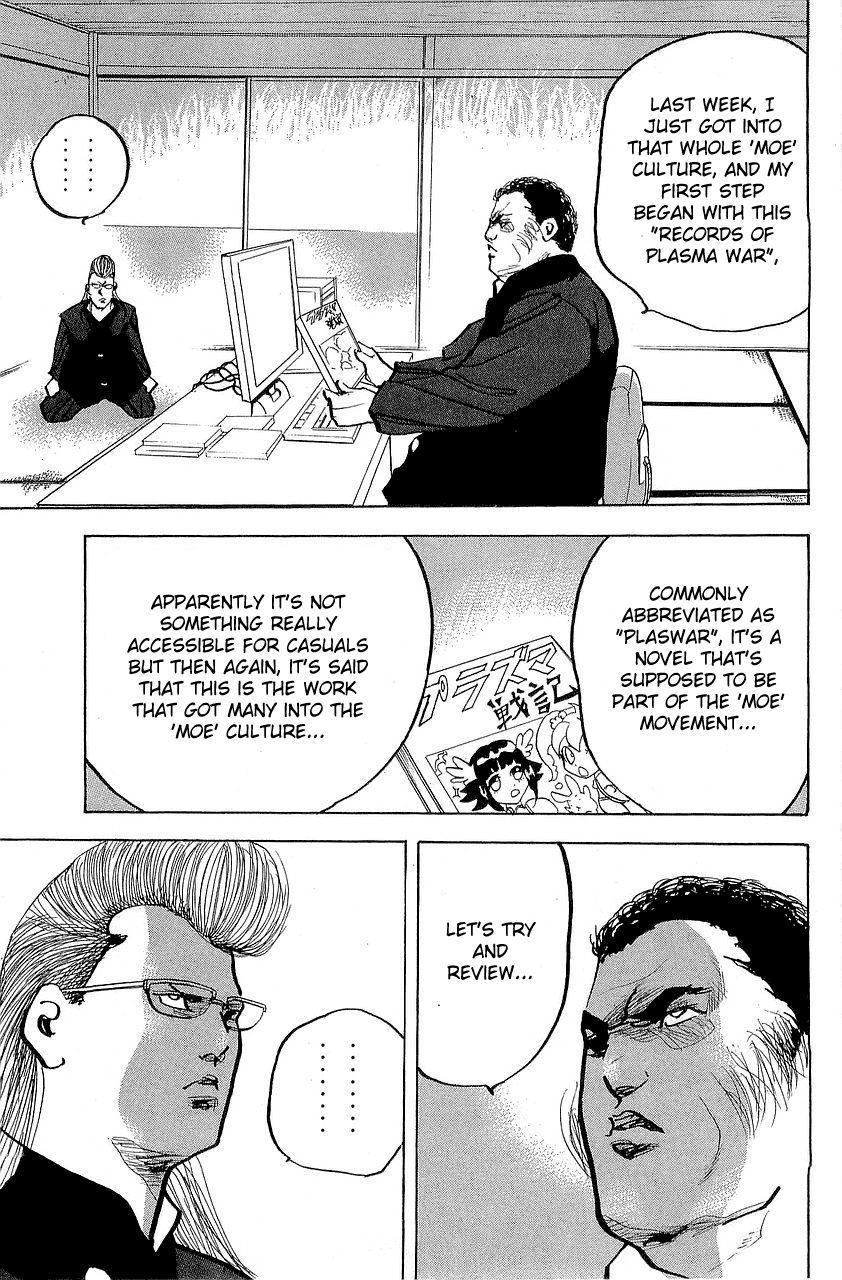 LAST WEEK, I
JUST GOT INTO
THAT WHOLE 'MOE'
CULTURE, AND MY
FIRST STEP
BEGAN WITH THIS
"RECORDS OF
PLASMA WAR",
COMMONLY
ABBREVIATED AS
"PLASWAR", IT'S A
NOVEL THAT'S
SUPPOSED TO BE
PART OF THE 'MOE'
MOVEMENT...
プラズマ
戦記
APPARENTLY IT'S NOT
SOMETHING REALLY
ACCESSIBLE FOR CASUALS
BUT THEN AGAIN, IT'S SAID
THAT THIS IS THE WORK
THAT GOT MANY INTO THE
'MOE' CULTURE...
LET'S TRY
AND
REVIEW...